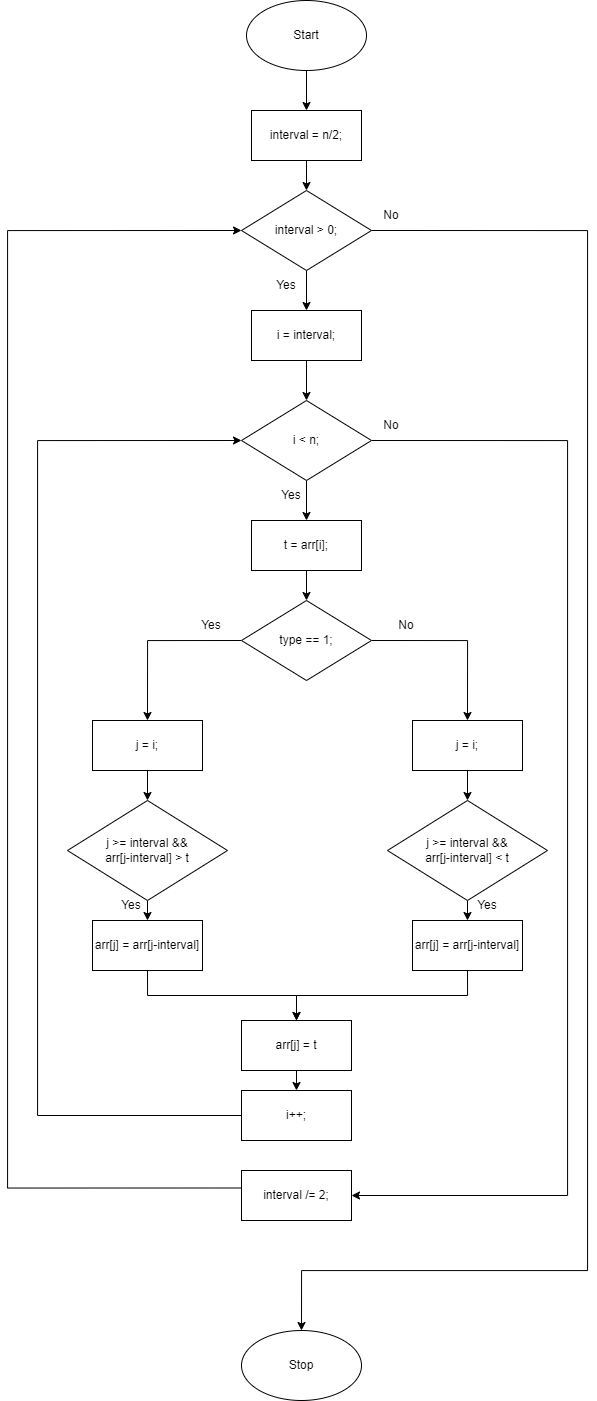 Start
interval = n/2;
No
interval > 0;
Yes
i = interval;
No
i < n;
Yes
t = arr[i];
Yes
No
type == 1;
j = i;
j = i;
j >= interval &&
arr[j-interval] > t
j >= interval &&
arr[j-interval] < t
Yes
Yes
arr[j] = arr[j-interval]
arr[j] = arr[j-interval]
arr[j] = t
i++;
interval /= 2;
Stop